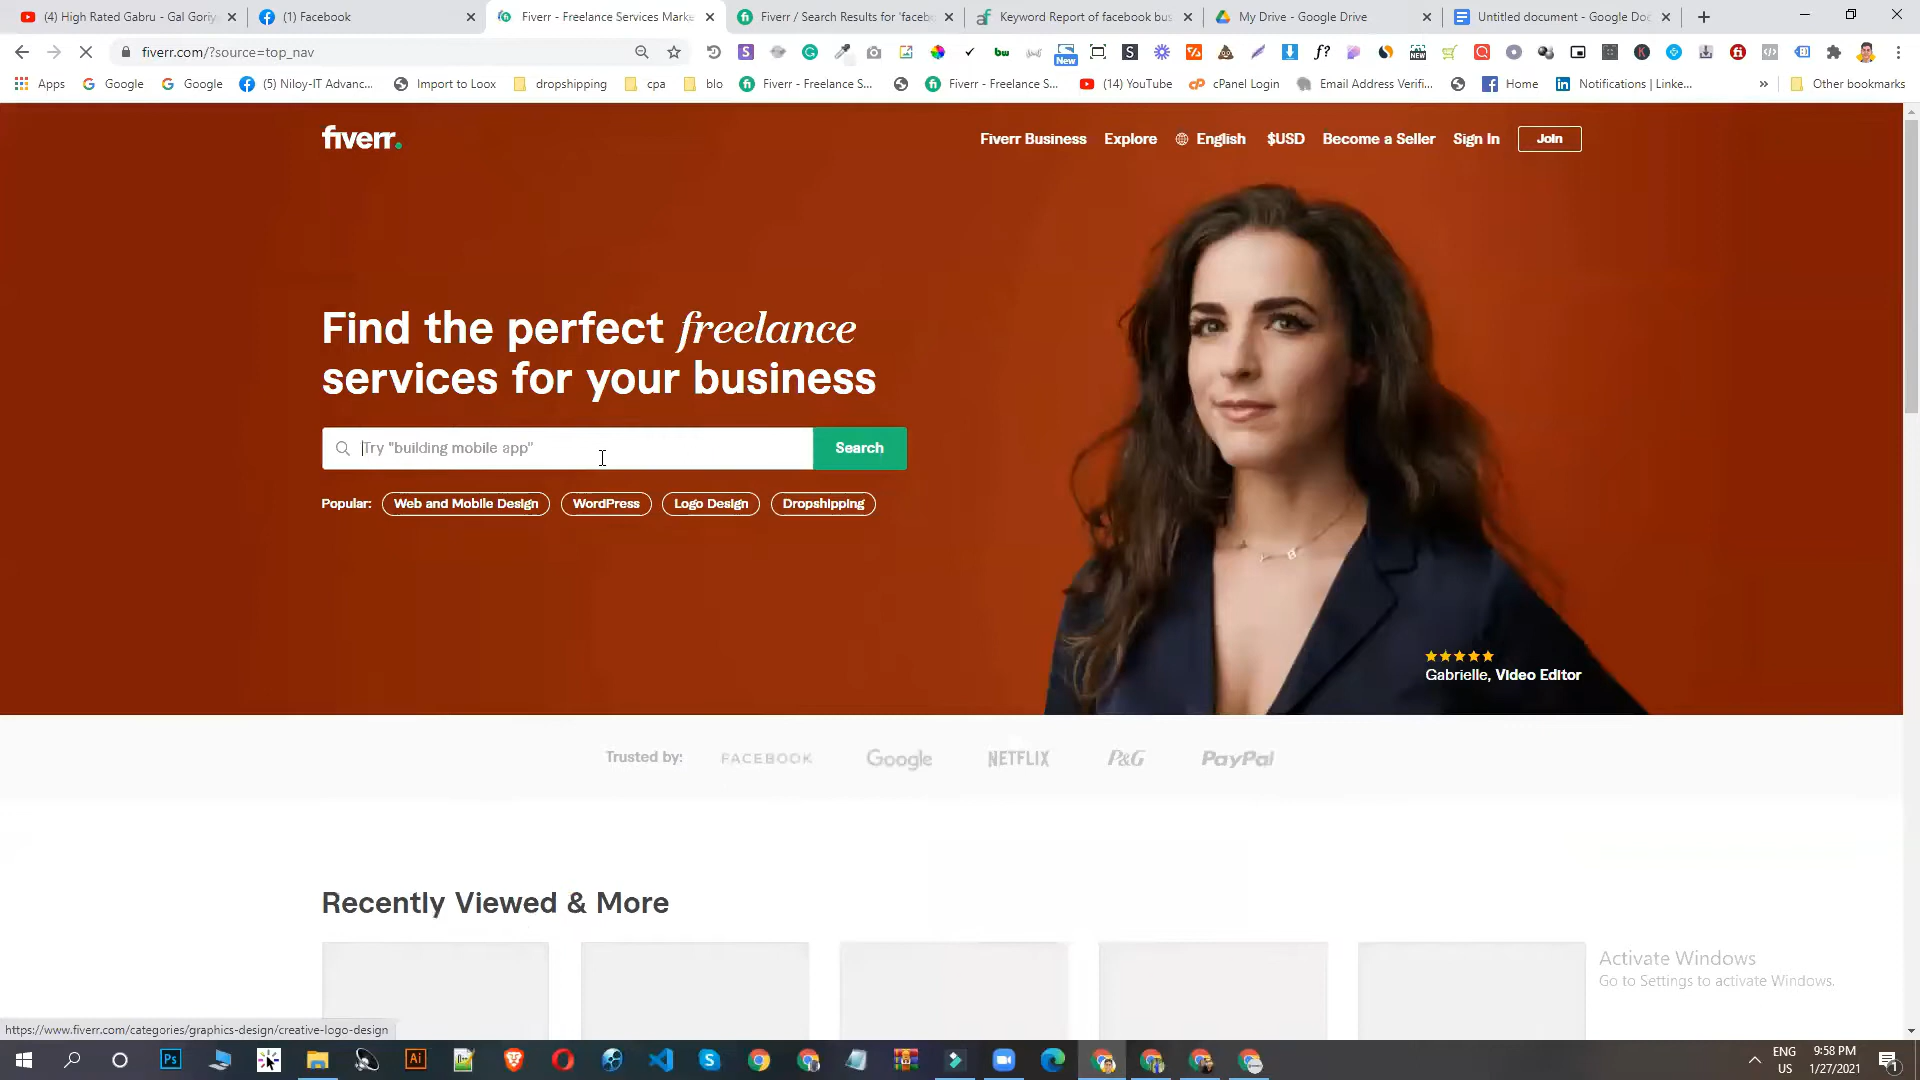 (4) High Rated Gabru - Gal Goriy
(1) Facebook
Fiverr - Freelance Services Marke
Fiverr / Search Results for 'facebo
Keyword Report of facebook bus
My Drive - Google Drive
Untitled document - Google Doc
fiverr.com/?source=top_nav
New
Apps
Google
Google
(5) Niloy-IT Advanc...
Import to Loox
dropshipping
cpa
blo
Fiverr - Freelance S...
Fiverr - Freelance S...
(14) YouTube
cPanel Login
Email Address Verifi...
Home
Notifications | Linke...
»
Other bookmarks
fiverr.
Fiverr Business
Explore
English
$USD
Become a Seller
Sign In
Join
Find the perfect freelance
services for your business
Try "building mobile app"
Search
Popular:
Web and Mobile Design
WordPress
Logo Design
Dropshipping
★★★★★
Gabrielle, Video Editor
Trusted by:
FACEBOOK
Google
NETFLIX
P&G
PayPal
Recently Viewed & More
Activate Windows
Go to Settings to activate Windows.
https://www.fiverr.com/categories/graphics-design/creative-logo-design
Ps
Ai
ENG
US
9:58 PM
1/27/2021
1